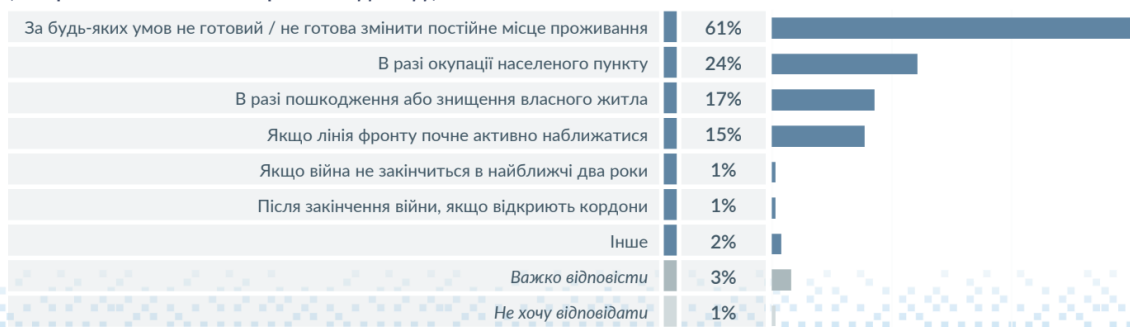 За будь-яких умов не готовий / не готова змінити постійне місце проживання 61%
В разі окупації населеного пункту 24%
В разі пошкодження або знищення власного житла 17%
Якщо лінія фронту почне активно наближатися 15%
Якщо війна не закінчиться в найближчі два роки 1%
Після закінчення війни, якщо відкриють кордони 1%
Інше 2%
Важко відповісти 3%
Не хочу відповідати 1%